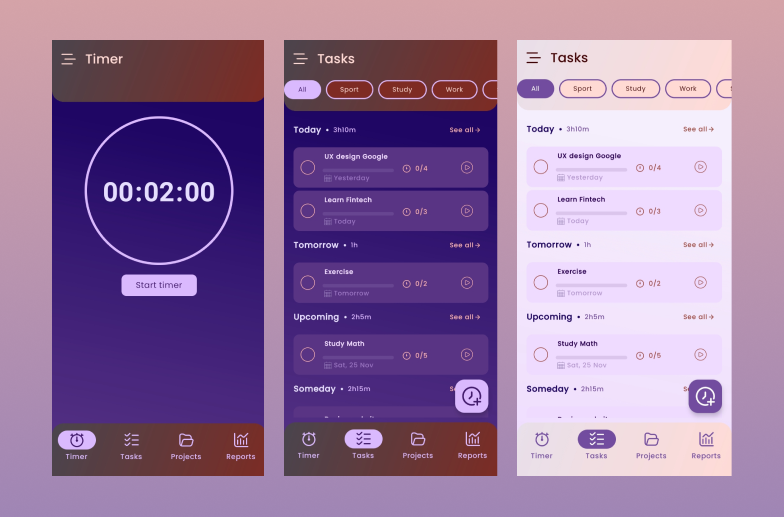 Timer
00:02:00
Start timer
Timer
Tasks
Projects
Reports
Tasks
All
Sport
Study
Work
Today • 3h10m
See all
UX design Google
0/4
Yesterday
Learn Fintech
0/3
Today
Tomorrow • 1h
See all
Exercise
0/2
Tomorrow
Upcoming • 2h5m
See all
Study Math
0/5
Sat, 25 Nov
Someday • 2h15m
Timer
Tasks
Projects
Reports
Tasks
All
Sport
Study
Work
Today • 3h10m
See all
UX design Google
0/4
Yesterday
Learn Fintech
0/3
Today
Tomorrow • 1h
See all
Exercise
0/2
Tomorrow
Upcoming • 2h5m
See all
Study Math
0/5
Sat, 25 Nov
Someday • 2h15m
Timer
Tasks
Projects
Reports